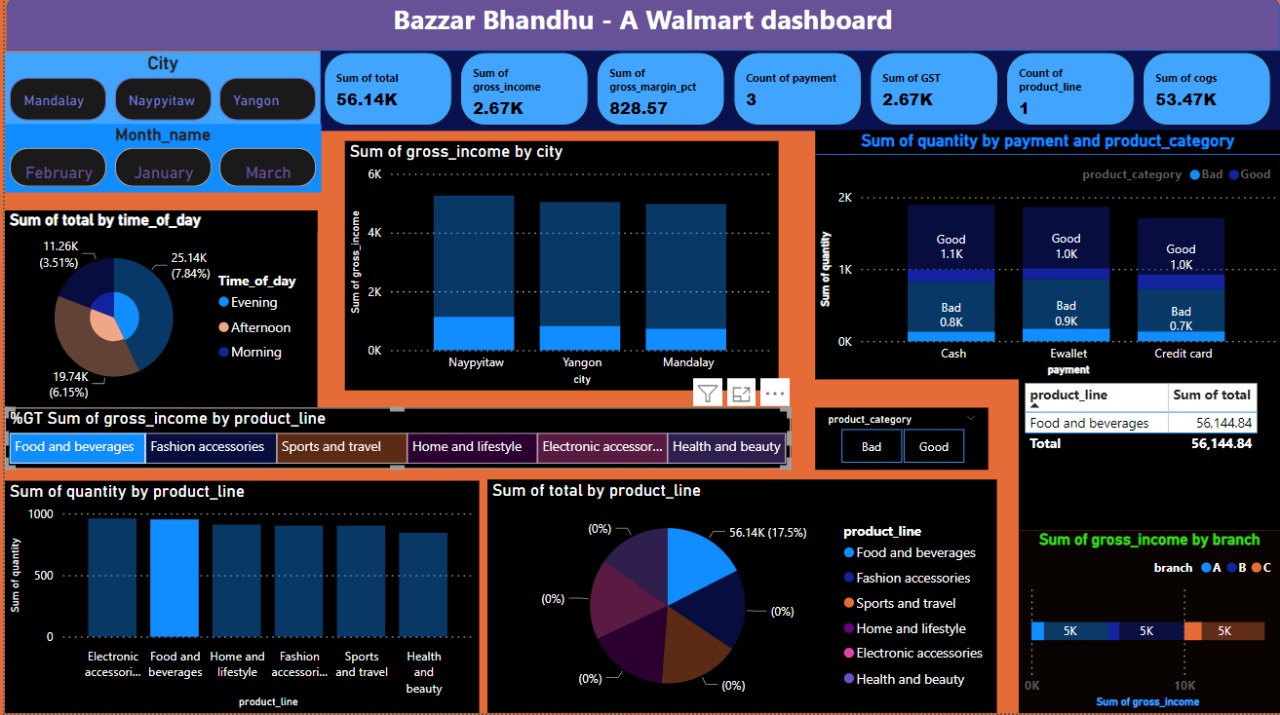 Bazzar Bhandhu - A Walmart dashboard
City
Mandalay
Naypyitaw
Yangon
Month_name
February
January
March
Sum of total
56.14K
Sum of
gross_income
2.67K
Sum of
gross_margin_pct
828.57
Count of payment
3
Sum of GST
2.67K
Count of
product_line
1
Sum of cogs
53.47K
Sum of total by time_of_day
11.26K
(3.51%)
25.14K
(7.84%)
19.74K
(6.15%)
Time_of_day
Evening
Afternoon
Morning
Sum of gross_income by city
Sum of gross_income
6K
4K
2K
0K
Naypyitaw
Yangon
Mandalay
city
Sum of quantity by payment and product_category
product_category Bad Good
Sum of quantity
2K
1K
0K
Good
1.1K
Bad
0.8K
Good
1.0K
Bad
0.9K
Good
1.0K
Bad
0.7K
Cash
Ewallet
Credit card
payment
%GT Sum of gross_income by product_line
Food and beverages
Fashion accessories
Sports and travel
Home and lifestyle
Electronic accessor...
Health and beauty
product_category
Bad
Good
product_line Sum of total
Food and beverages 56,144.84
Total 56,144.84
Sum of quantity by product_line
Sum of quantity
1000
500
0
Electronic
accessori...
Food and
beverages
Home and
lifestyle
Fashion
accessori...
Sports
and travel
Health
and
beauty
product_line
Sum of total by product_line
(0%)
56.14K (17.5%)
(0%)
(0%)
(0%)
(0%)
product_line
Food and beverages
Fashion accessories
Sports and travel
Home and lifestyle
Electronic accessories
Health and beauty
Sum of gross_income by branch
branch A B C
5K
5K
5K
0K
10K
Sum of gross_income